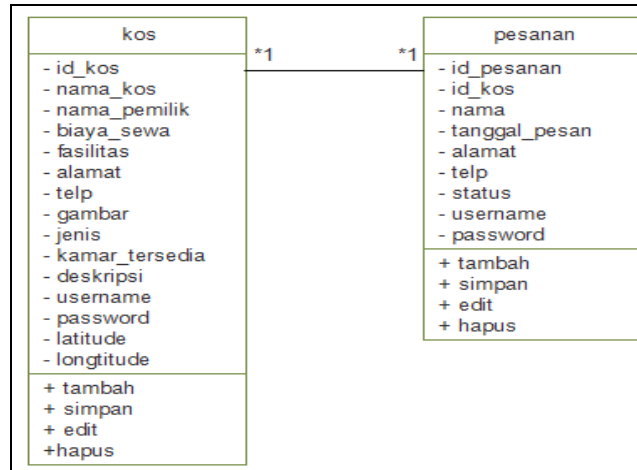 kos
- id_kos
- nama_kos
- nama_pemilik
- biaya_sewa
- fasilitas
- alamat
- telp
- gambar
- jenis
- kamar_tersedia
- deskripsi
- username
- password
- latitude
- longtitude
+ tambah
+ simpan
+ edit
+hapus
*1
*1
pesanan
- id_pesanan
- id_kos
- nama
- tanggal_pesan
- alamat
- telp
- status
- username
- password
+ tambah
+ simpan
+ edit
+ hapus